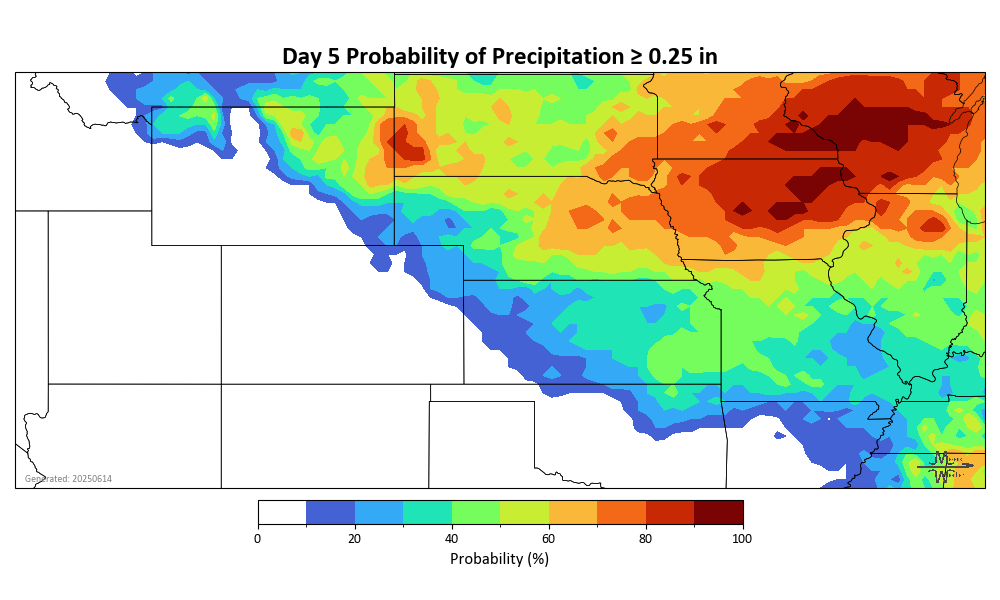 Day 5 Probability of Precipitation ≥ 0.25 in
Generated: 20250614
0 20 40 60 80 100
Probability (%)